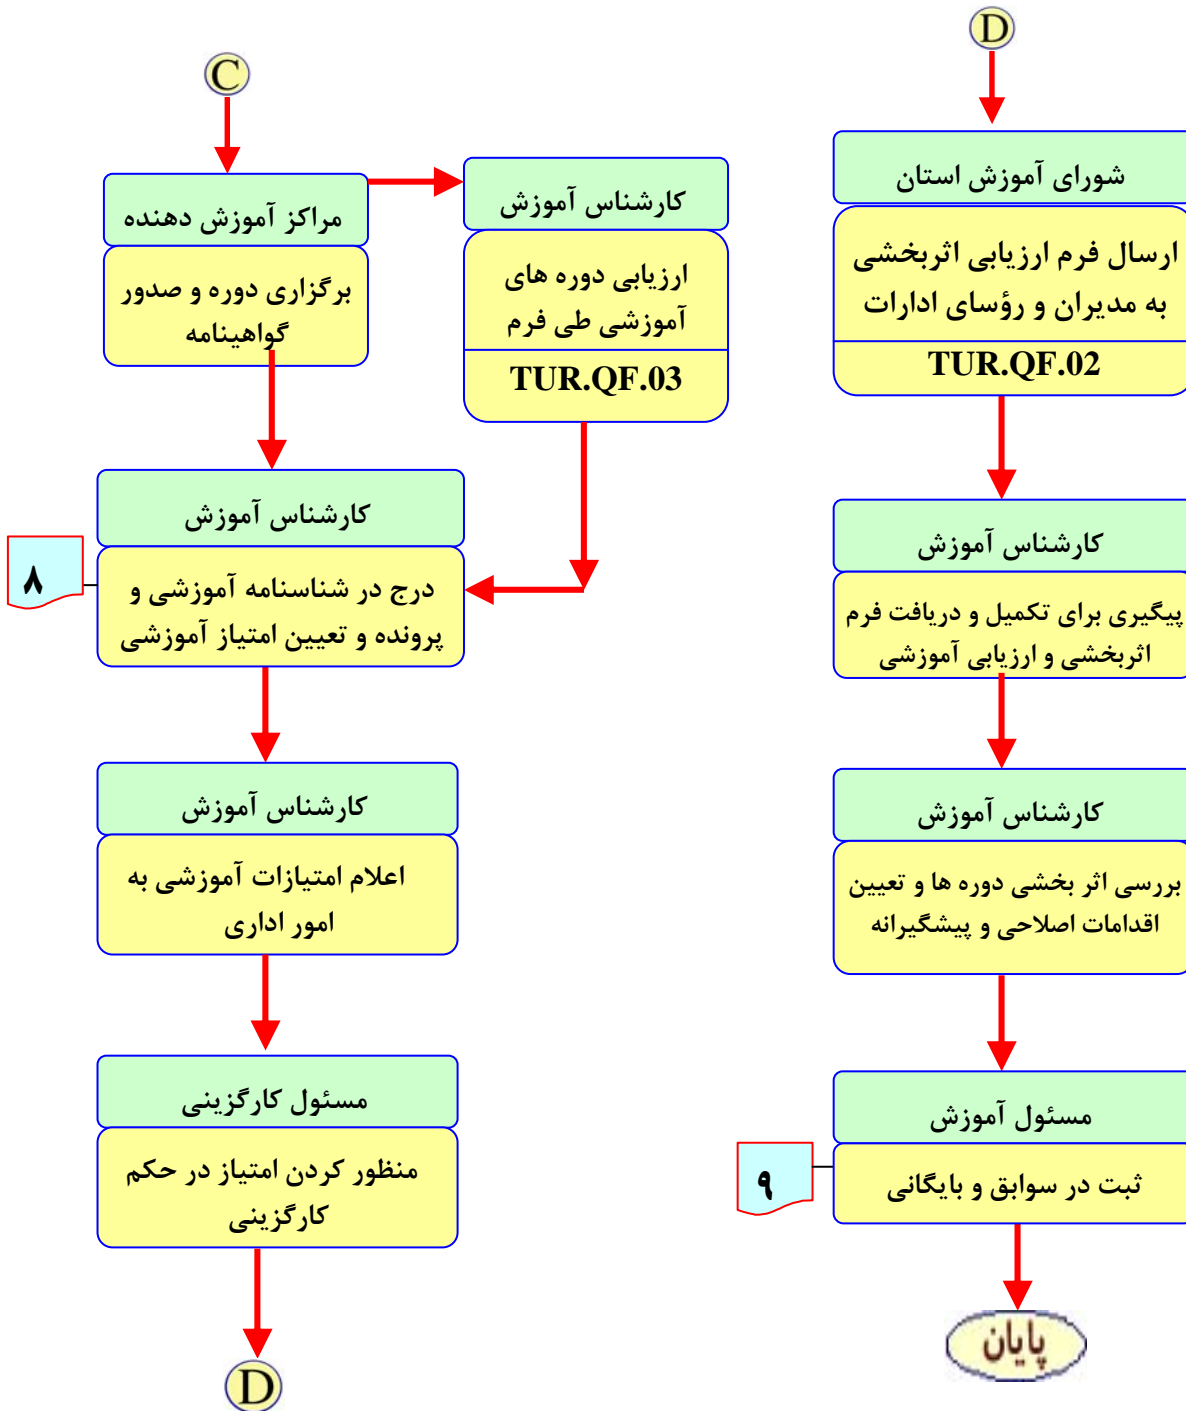 C
مراکز آموزش دهنده
برگزاری دوره و صدور
گواهینامه
کارشناس آموزش
ارزیابی دوره های
آموزشی طی فرم
TUR.QF.03
کارشناس آموزش
درج در شناسنامه آموزشی و
پرونده و تعیین امتیاز آموزشی
۸
کارشناس آموزش
اعلام امتیازات آموزشی به
امور اداری
مسئول کارگزینی
منظور کردن امتیاز در حکم
کارگزینی
D
D
شورای آموزش استان
ارسال فرم ارزیابی اثربخشی
به مدیران و رؤسای ادارات
TUR.QF.02
کارشناس آموزش
پیگیری برای تکمیل و دریافت فرم
اثربخشی و ارزیابی آموزشی
کارشناس آموزش
بررسی اثر بخشی دوره ها و تعیین
اقدامات اصلاحی و پیشگیرانه
مسئول آموزش
ثبت در سوابق و بایگانی
۹
پایان